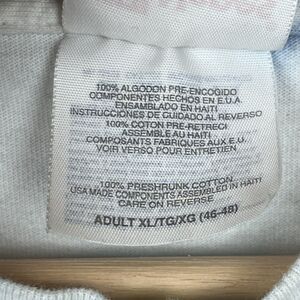 100% ALGODON PRE-ENCOGIDO
COMPONENTES HECHOS EN E.U.A.
ENSAMBLADO EN HAITI
INSTRUCCIONES DE CUIDADO AL REVERSO
100% COTON PRE-RETRECI
ASSEMBLE AU HAITI
COMPOSANTS FABRIQUES AUX E.U.
VOIR VERSO POUR ENTRETIEN
100% PRESHRUNK COTTON
USA MADE COMPONENTS ASSEMBLED IN HAITI
CARE ON REVERSE
ADULT XL/TG/XG (46-48)